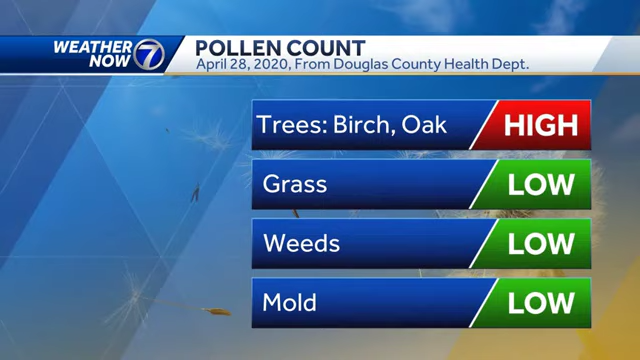 WEATHER
NOW 7
POLLEN COUNT
April 28, 2020, From Douglas County Health Dept.
Trees: Birch, Oak HIGH
Grass LOW
Weeds LOW
Mold LOW